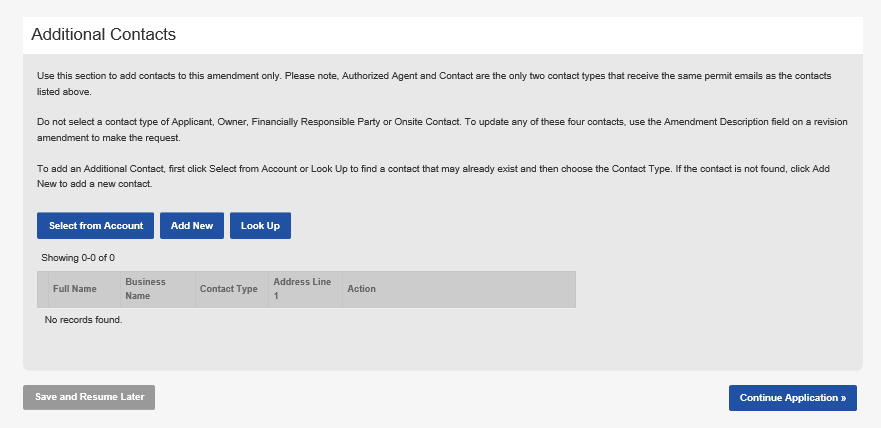 Additional Contacts
Use this section to add contacts to this amendment only. Please note, Authorized Agent and Contact are the only two contact types that receive the same permit emails as the contacts
listed above.
Do not select a contact type of Applicant, Owner, Financially Responsible Party or Onsite Contact. To update any of these four contacts, use the Amendment Description field on a revision
amendment to make the request.
To add an Additional Contact, first click Select from Account or Look Up to find a contact that may already exist and then choose the Contact Type. If the contact is not found, click Add
New to add a new contact.
Select from Account Add New Look Up
Showing 0-0 of 0
Full Name Business Name Contact Type Address Line 1 Action
No records found.
Save and Resume Later Continue Application »